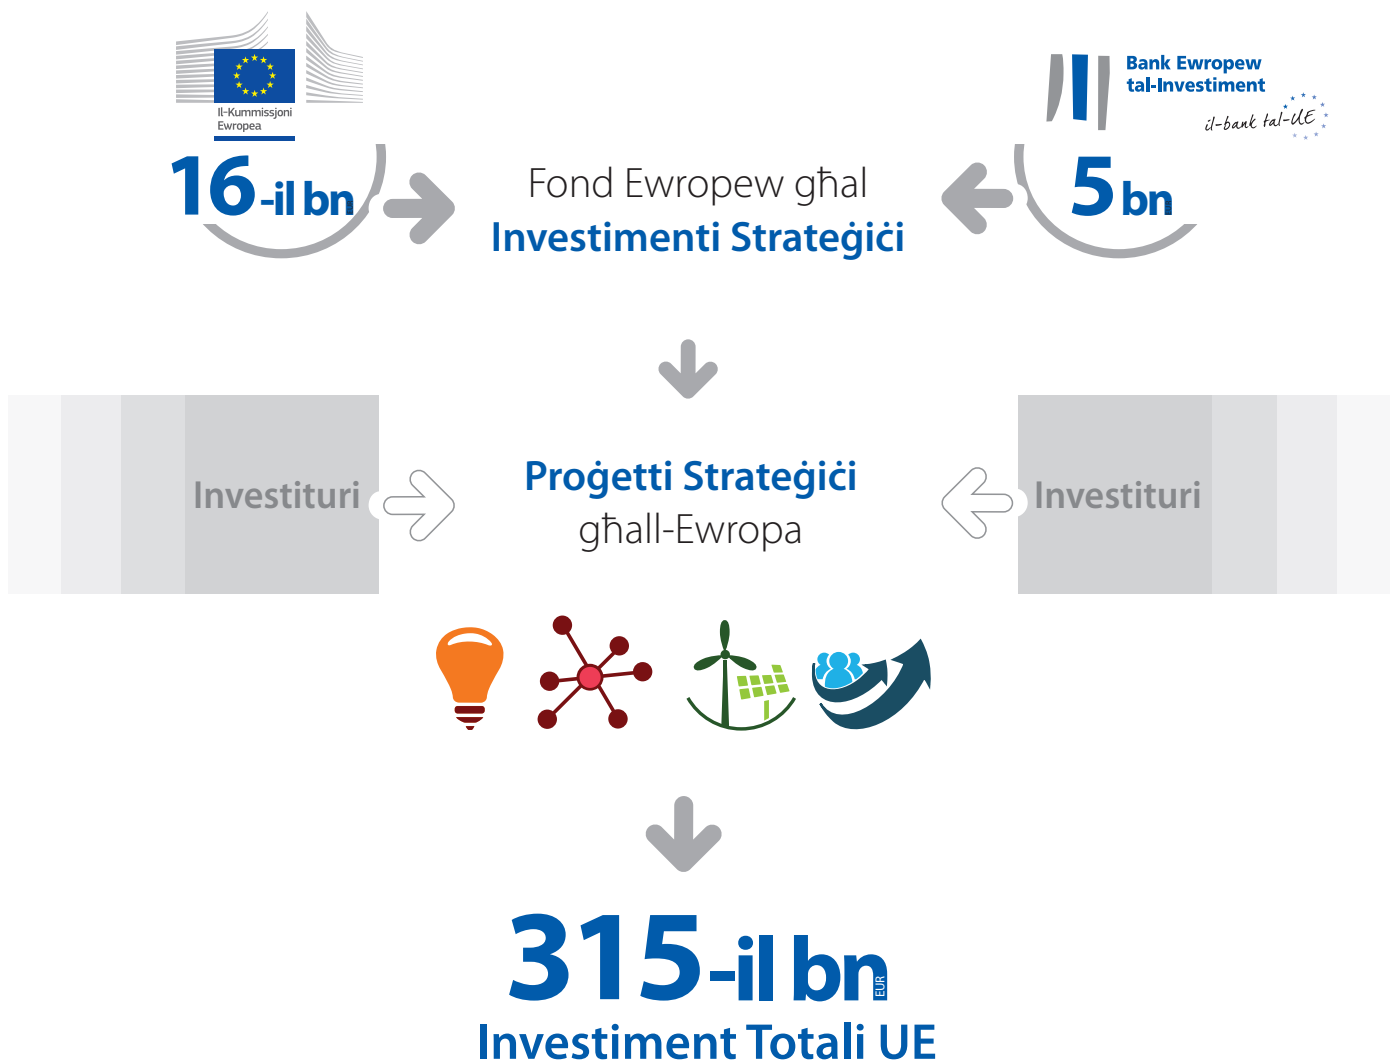 Il-Kummissjoni
Ewropea
Bank Ewropew
tal-Investiment
il-bank tal-UE
16-il bn
Fond Ewropew għal
Investimenti Strateġiċi
5 bn
Investituri
Proġetti Strateġiċi
għall-Ewropa
Investituri
315-il bn EUR
Investiment Totali UE